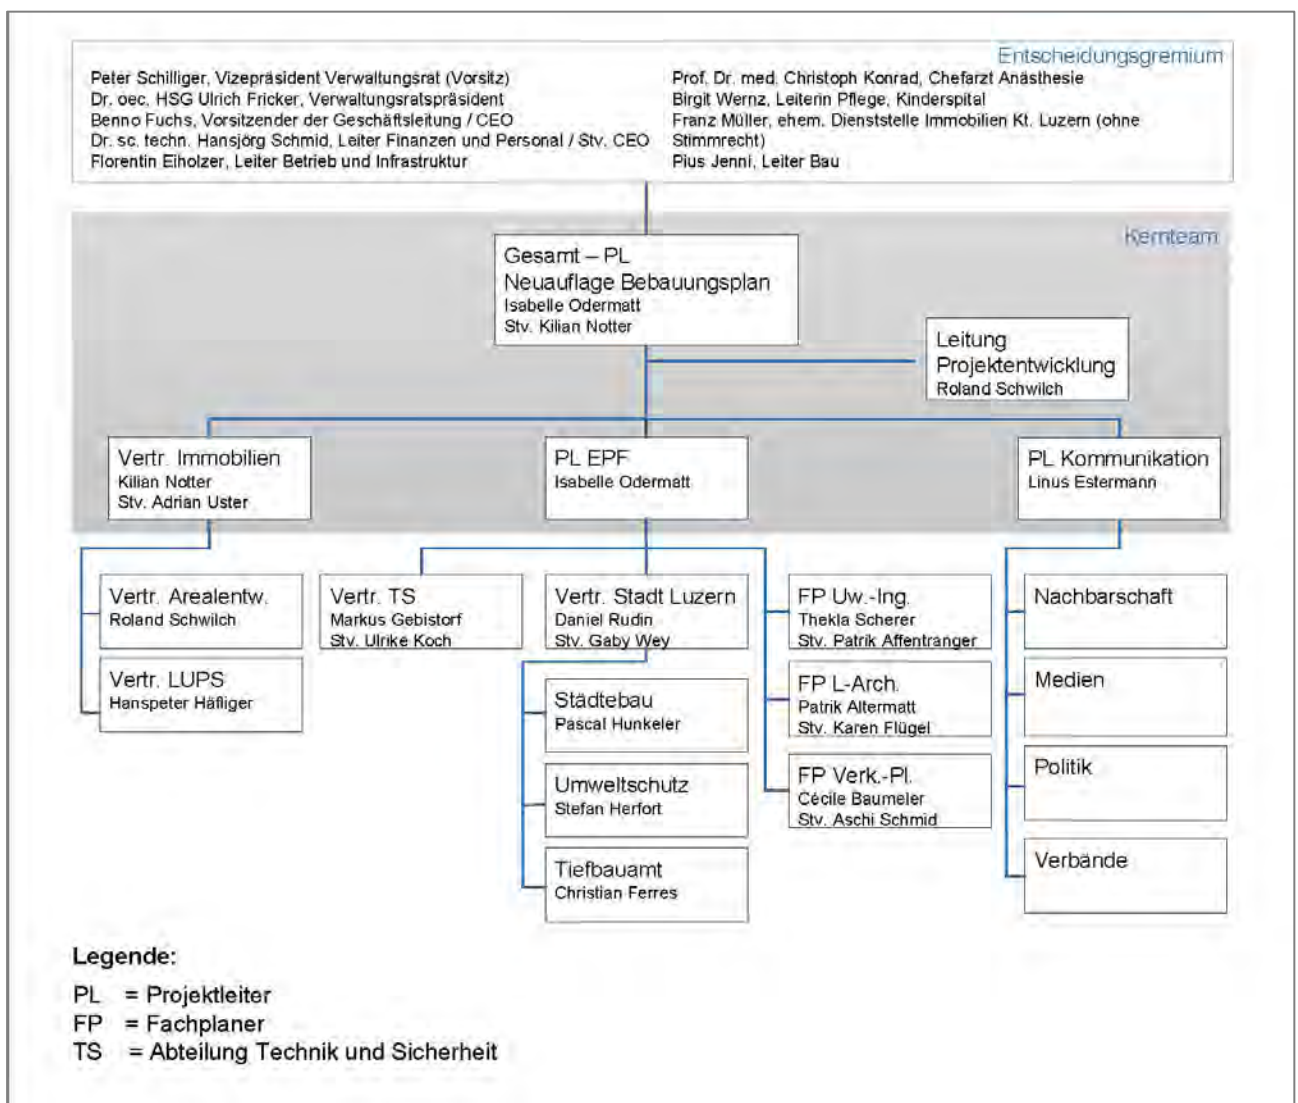 Entscheidungsgremium
Peter Schilliger, Vizepräsident Verwaltungsrat (Vorsitz)
Dr. oec. HSG Ulrich Fricker, Verwaltungsratspräsident
Benno Fuchs, Vorsitzender der Geschäftsleitung / CEO
Dr. sc. techn. Hansjörg Schmid, Leiter Finanzen und Personal / Stv. CEO
Florentin Eiholzer, Leiter Betrieb und Infrastruktur
Prof. Dr. med. Christoph Konrad, Chefarzt Anästhesie
Birgit Wernz, Leiterin Pflege, Kinderspital
Franz Müller, ehem. Dienststelle Immobilien Kt. Luzern (ohne
Stimmrecht)
Pius Jenni, Leiter Bau
Kernteam
Gesamt – PL
Neuauflage Bebauungsplan
Isabelle Odermatt
Stv. Kilian Notter
Leitung
Projektentwicklung
Roland Schwilch
Vertr. Immobilien
Kilian Notter
Stv. Adrian Uster
PL EPF
Isabelle Odermatt
PL Kommunikation
Linus Estermann
Vertr. Arealentw.
Roland Schwilch
Vertr. LUPS
Hanspeter Häfliger
Vertr. TS
Markus Gebistorf
Stv. Ulrike Koch
Vertr. Stadt Luzern
Daniel Rudin
Stv. Gaby Wey
Städtebau
Pascal Hunkeler
Umweltschutz
Stefan Herfort
Tiefbauamt
Christian Ferres
FP Uw.-Ing.
Thekla Scherer
Stv. Patrik Affentranger
FP L-Arch.
Patrik Altermatt
Stv. Karen Flügel
FP Verk.-Pl.
Cécile Baumeler
Stv. Aschi Schmid
Nachbarschaft
Medien
Politik
Verbände
Legende:
PL = Projektleiter
FP = Fachplaner
TS = Abteilung Technik und Sicherheit